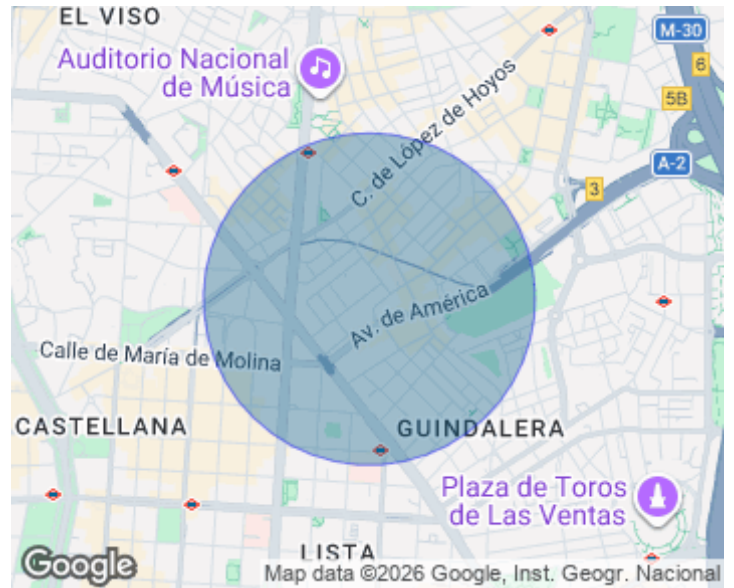 EL VISO
M-30
Auditorio Nacional
de Música
6
5B
C. de López de Hoyos
A-2
3
Av. de América
Calle de María de Molina
CASTELLANA
GUINDALERA
Plaza de Toros
de Las Ventas
LISTA
Google
Map data ©2026 Google, Inst. Geogr. Nacional